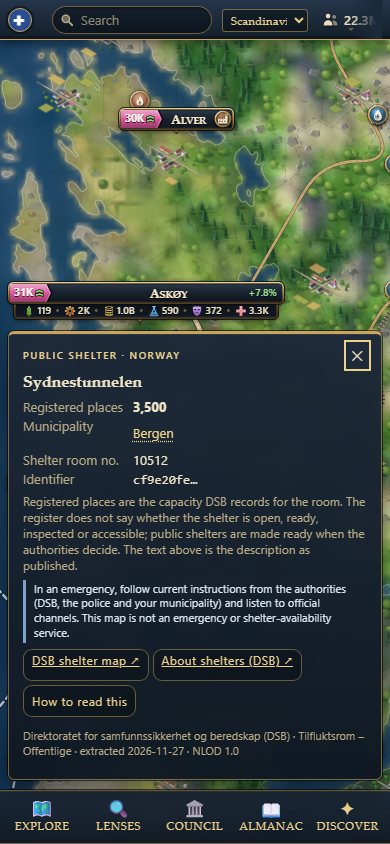 Search
Scandinavi
22.3
30K
ALVER
31K
ASKØY
+7.8%
119 · 2K · 1.0B · 590 · 372 · 3.3K
PUBLIC SHELTER · NORWAY
Sydnestunnelen
Registered places 3,500
Municipality
Bergen
Shelter room no. 10512
Identifier cf9e20fe…
Registered places are the capacity DSB records for the room. The
register does not say whether the shelter is open, ready,
inspected or accessible; public shelters are made ready when the
authorities decide. The text above is the description as
published.
In an emergency, follow current instructions from the authorities
(DSB, the police and your municipality) and listen to official
channels. This map is not an emergency or shelter-availability
service.
DSB shelter map ↗
About shelters (DSB) ↗
How to read this
Direktoratet for samfunnssikkerhet og beredskap (DSB) · Tilfluktsrom –
Offentlige · extracted 2026-11-27 · NLOD 1.0
EXPLORE
LENSES
COUNCIL
ALMANAC
DISCOVER